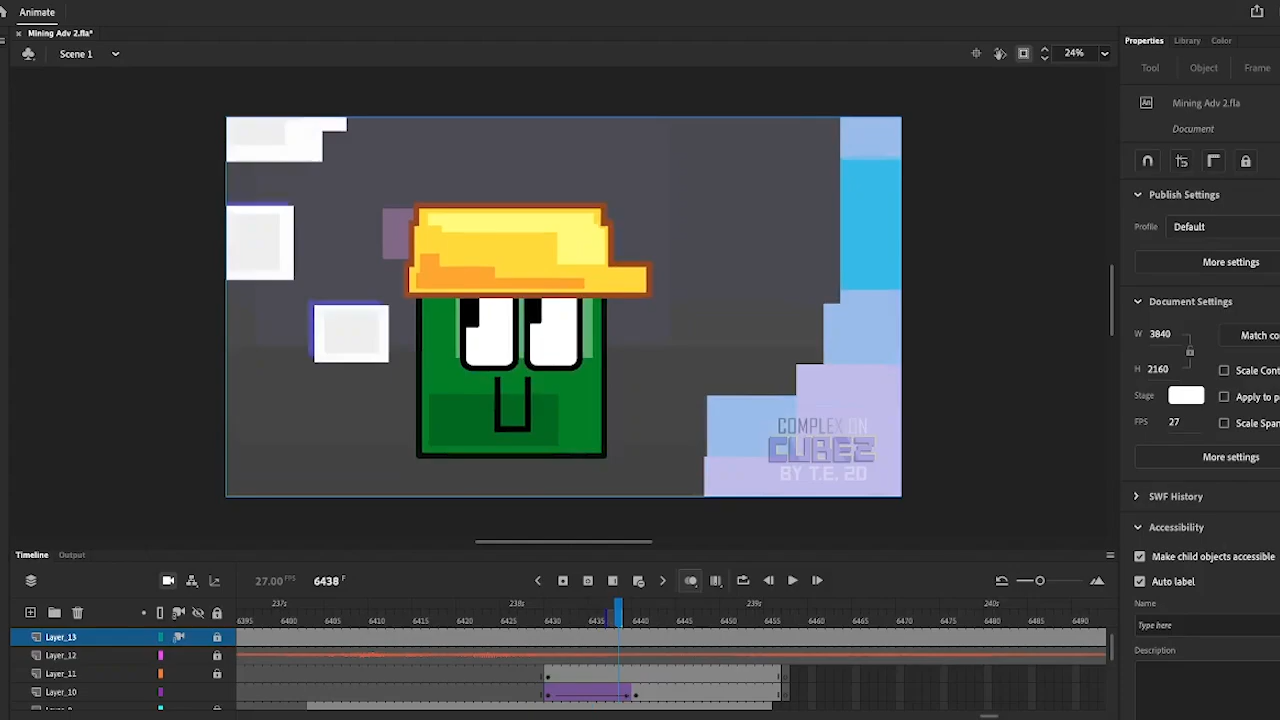 Animate
Mining Adv 2.fla*
Scene 1
24%
Properties
Library
Color
Tool
Object
Frame
Mining Adv 2.fla
Document
Publish Settings
Profile
Default
More settings
Document Settings
W
3840
Match co
H
2160
Scale Cont
Stage
Apply to p
FPS
27
Scale Span
More settings
SWF History
Accessibility
Make child objects accessible
Auto label
Name
Type here
Description
COMPLEX ON
CUBEZ
BY T.E. 2D
Timeline
Output
27.00 FPS
6438 F
237s
238s
239s
240s
6395
6400
6405
6410
6415
6420
6425
6430
6435
6440
6445
6450
6455
6460
6465
6470
6475
6480
6485
6490
Layer_13
Layer_12
Layer_11
Layer_10